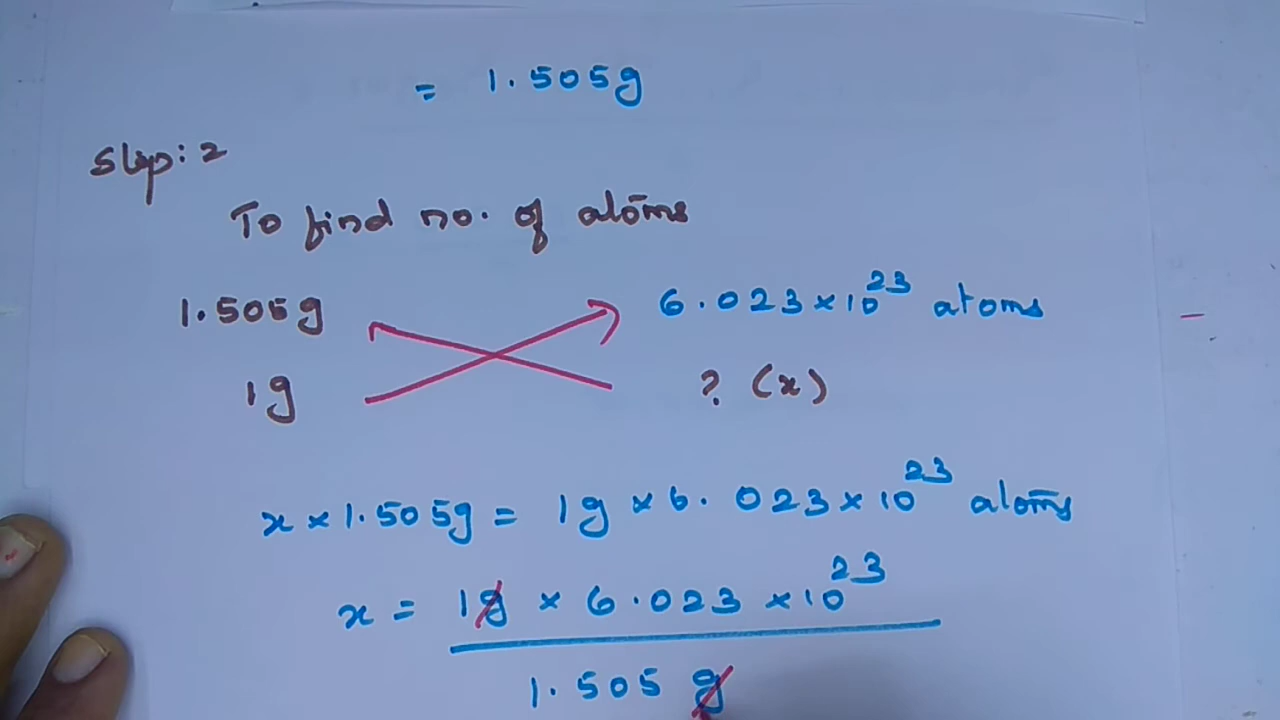 = 1.505g
Step: 2
To find no. of atoms
1.505g 6.023 × 10²³ atoms
1g ? (x)
x × 1.505g = 1g × 6.023 × 10²³ atoms
x = 1g × 6.023 × 10²³
1.505 g